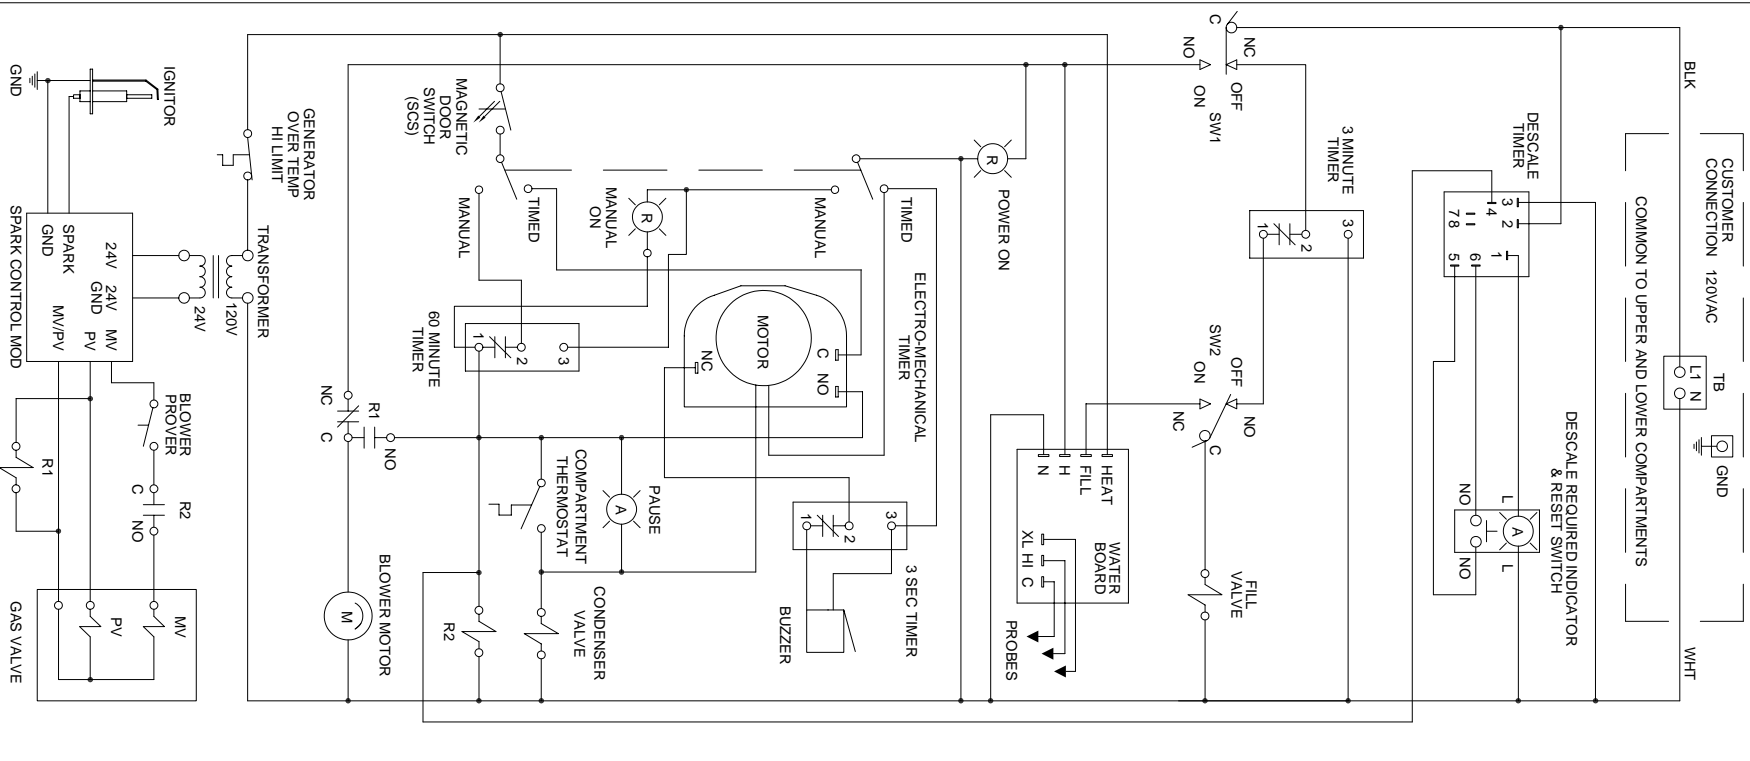 CUSTOMER
CONNECTION 120VAC
COMMON TO UPPER AND LOWER COMPARTMENTS
BLK
WHT
TB
L1 N
GND
DESCALE
TIMER
3
2
1
4
7
8
6
5
DESCALE REQUIRED INDICATOR
& RESET SWITCH
NO
NO
L
L
A
3 MINUTE
TIMER
1
2
3
C
NC
NO
OFF
ON
SW1
SW2
OFF
ON
NO
NC
C
FILL
VALVE
R
POWER ON
HEAT
FILL
H
N
WATER
BOARD
XL HI C
PROBES
TIMED
MANUAL
ELECTRO-MECHANICAL
TIMER
MOTOR
C
NO
NC
3 SEC TIMER
1
2
3
BUZZER
MANUAL
ON
R
TIMED
MANUAL
MAGNETIC
DOOR
SWITCH
(SCS)
60 MINUTE
TIMER
1
2
3
PAUSE
A
COMPARTMENT
THERMOSTAT
CONDENSER
VALVE
R2
R1
NC
C
NO
BLOWER MOTOR
M
GENERATOR
OVER TEMP
HI LIMIT
TRANSFORMER
120V
24V
IGNITOR
GND
SPARK CONTROL MOD
24V
24V
GND
SPARK
GND
MV
PV
MV/PV
BLOWER
PROVER
C
R2
NO
R1
MV
PV
GAS VALVE